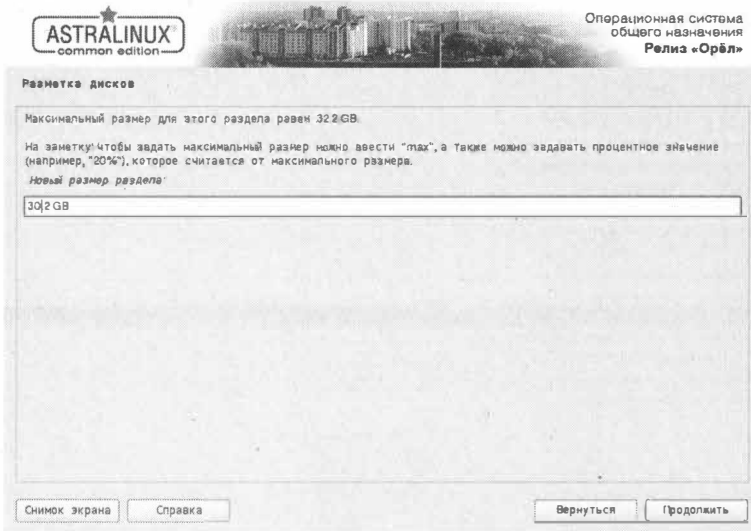 ASTRALINUX
common edition
Операционная система
общего назначения
Релиз «Орёл»
Разметка дисков
Максимальный размер для этого раздела равен 32.2 GB.
На заметку: чтобы задать максимальный размер можно ввести "max", а также можно задавать процентное значение
(например, "20%"), которое считается от максимального размера.
Новый размер раздела:
30.2 GB
Снимок экрана
Справка
Вернуться
Продолжить